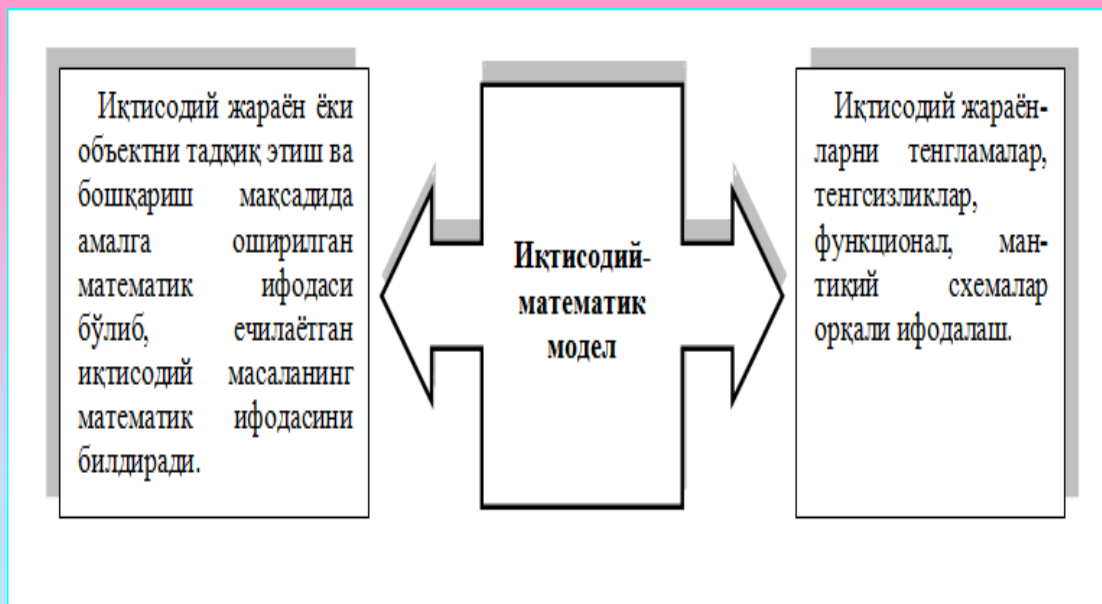 Иқтисодий жараён ёки
объектни тадқиқ этиш ва
бошқариш мақсадида
амалга оширилган
математик ифодаси
бўлиб, ечилаётган
иқтисодий масаланинг
математик ифодасини
билдиради.
Иқтисодий-
математик
модел
Иқтисодий жараён-
ларни тенгламалар,
тенгсизликлар,
функционал, ман-
тиқий схемалар
орқали ифодалаш.